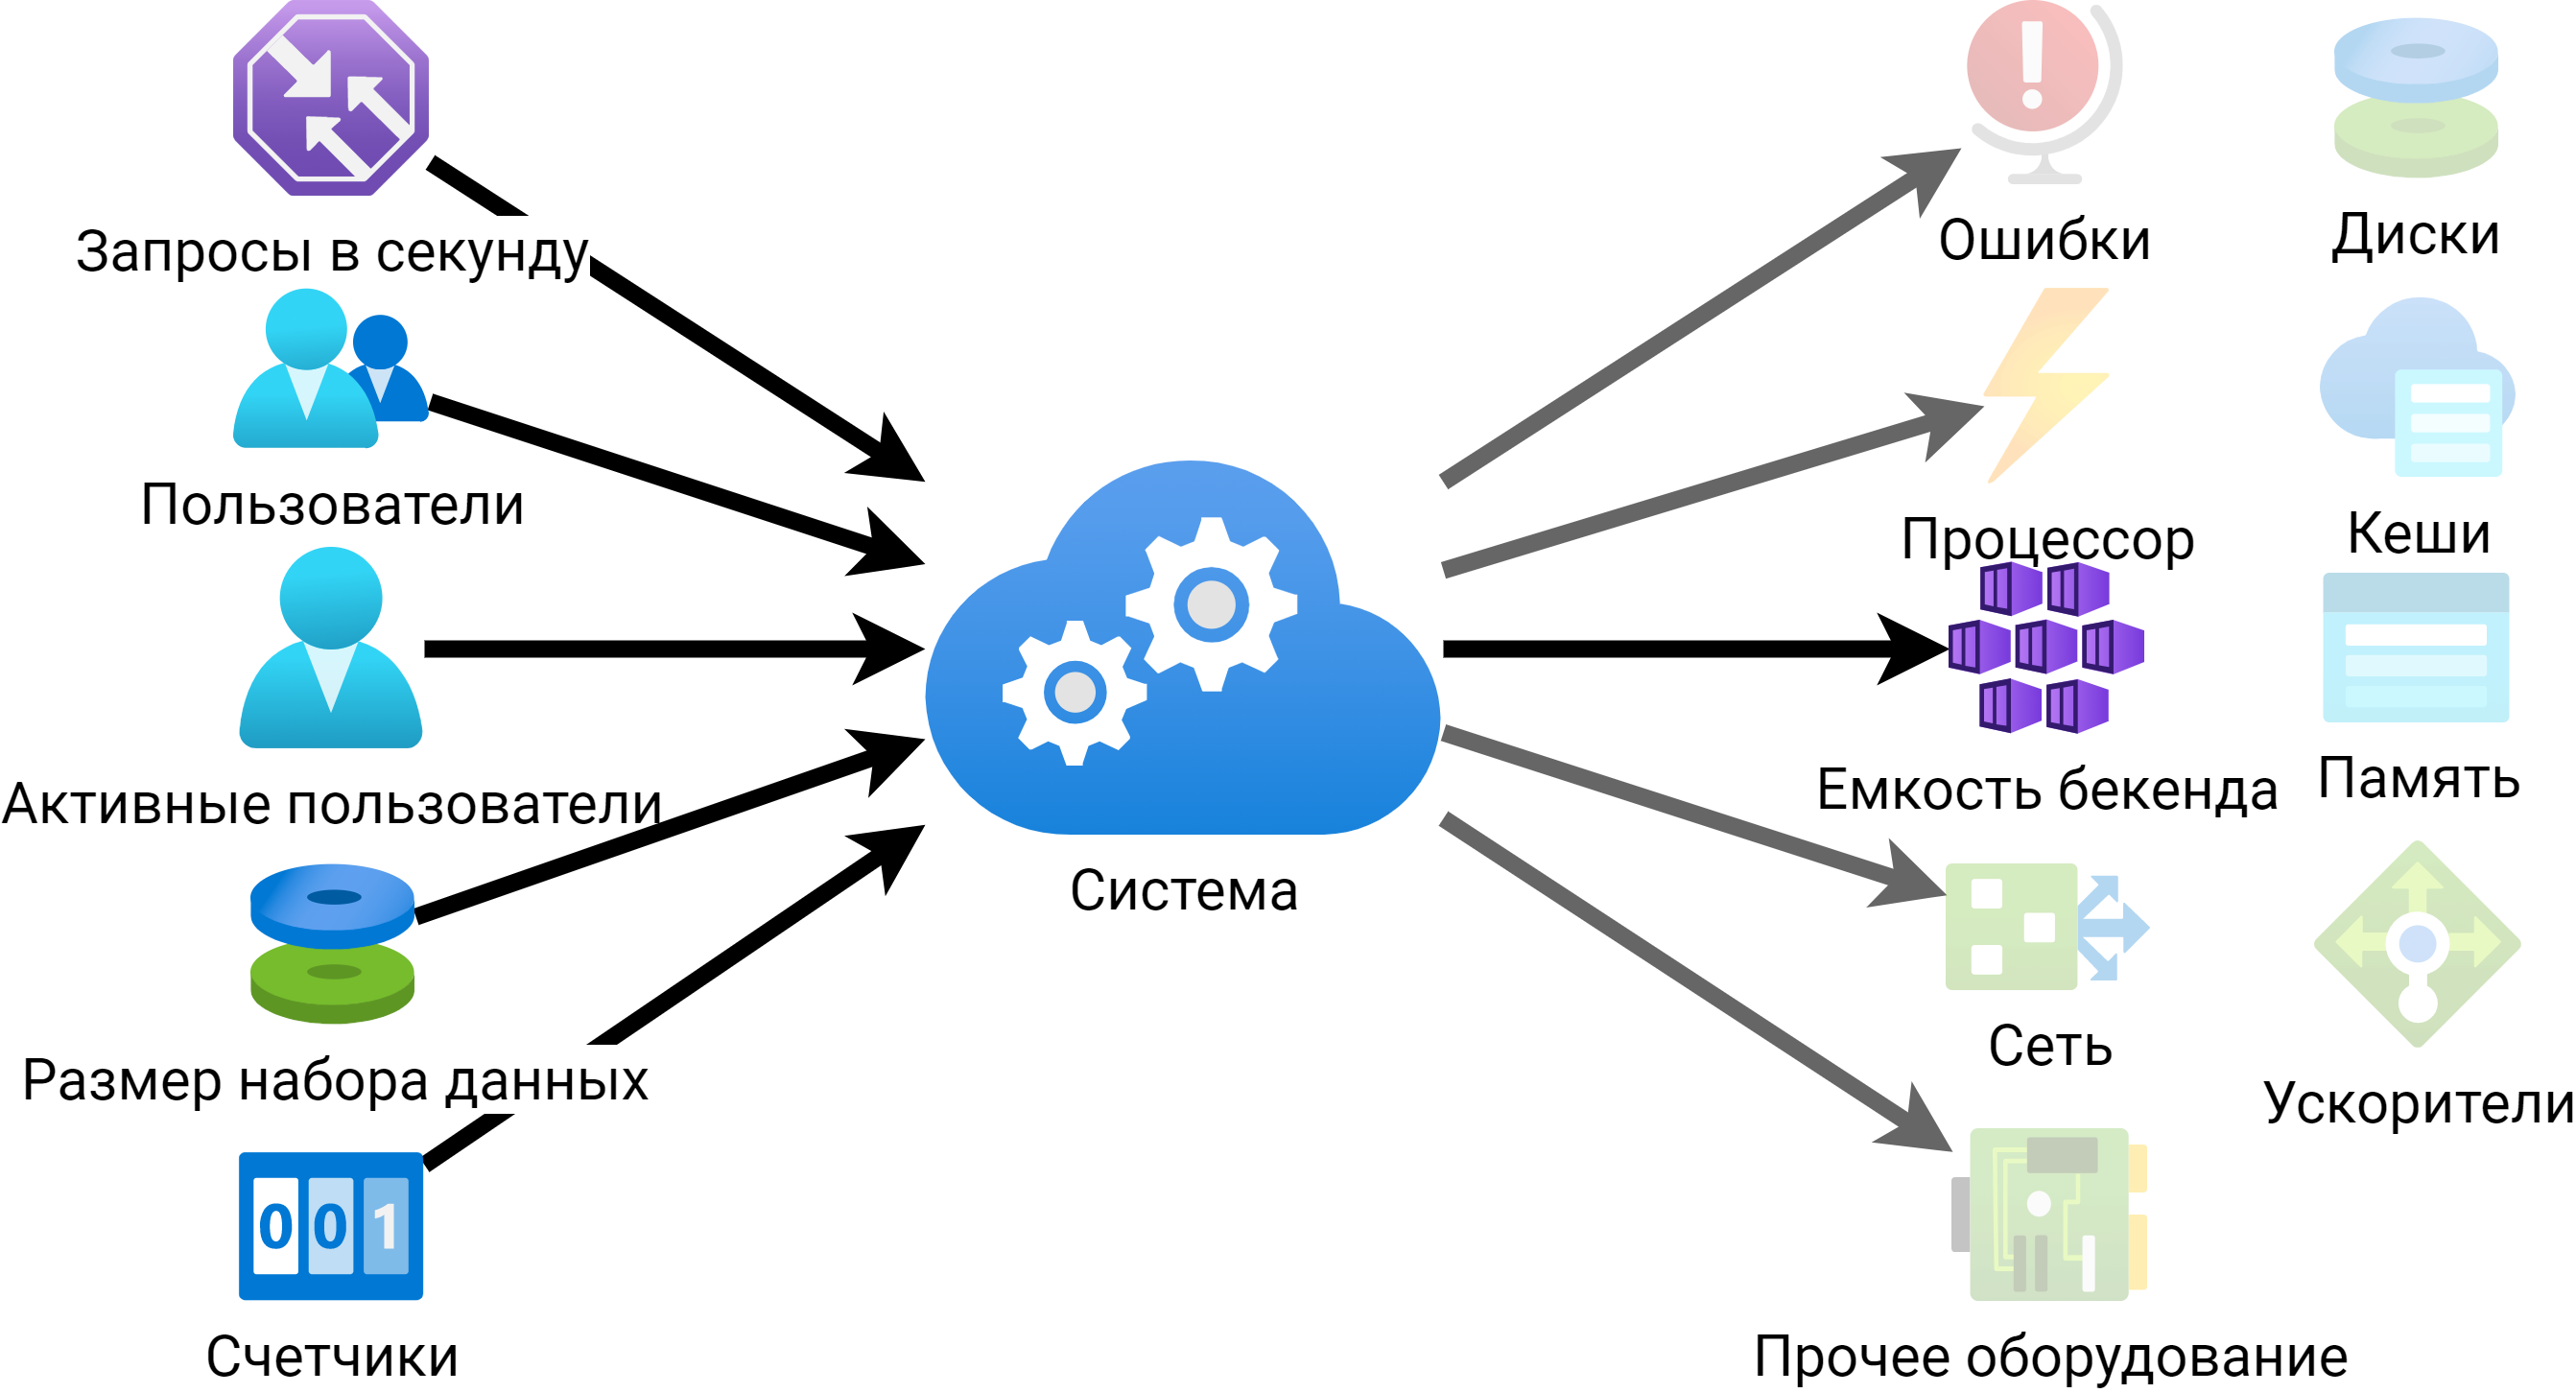 Запросы в секунду
Пользователи
Активные пользователи
Размер набора данных
001
Счетчики
Система
Ошибки
Процессор
Емкость бекенда
Сеть
Прочее оборудование
Диски
Кеши
Память
Ускорители